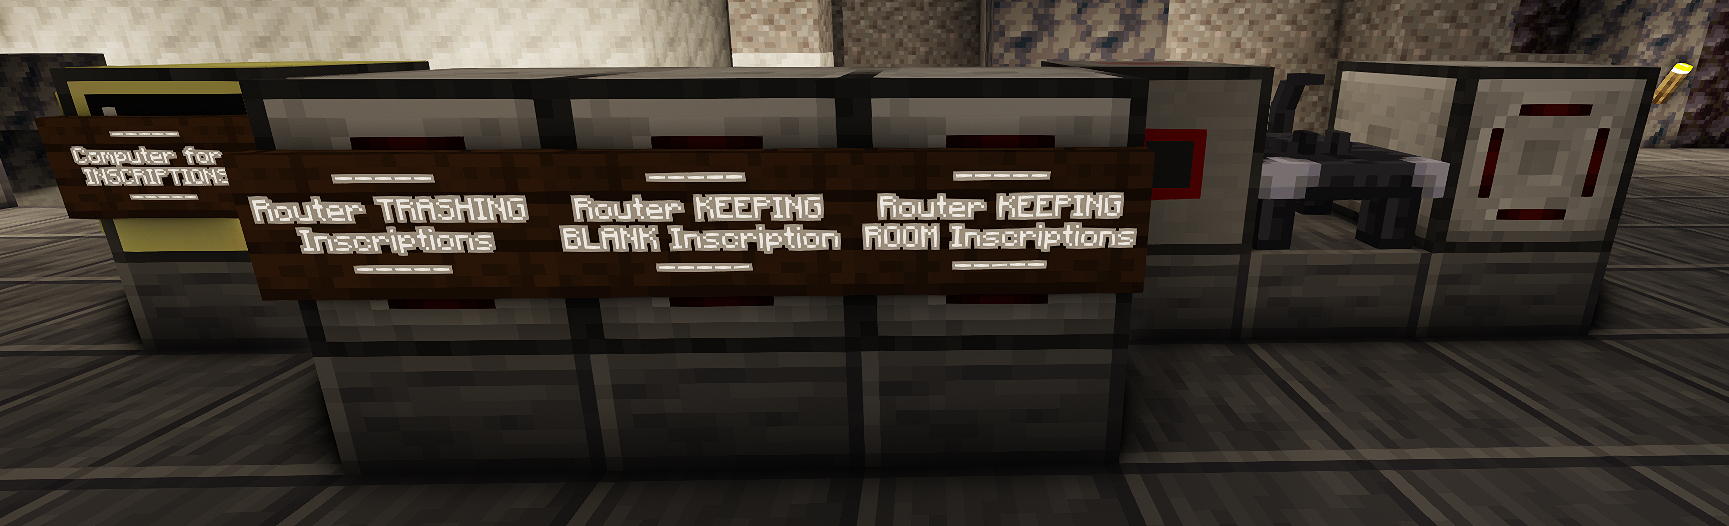 Computer for
INSCRIPTIONS
Router TRASHING
Inscriptions
Router KEEPING
BLANK Inscription
Router KEEPING
ROOM Inscriptions